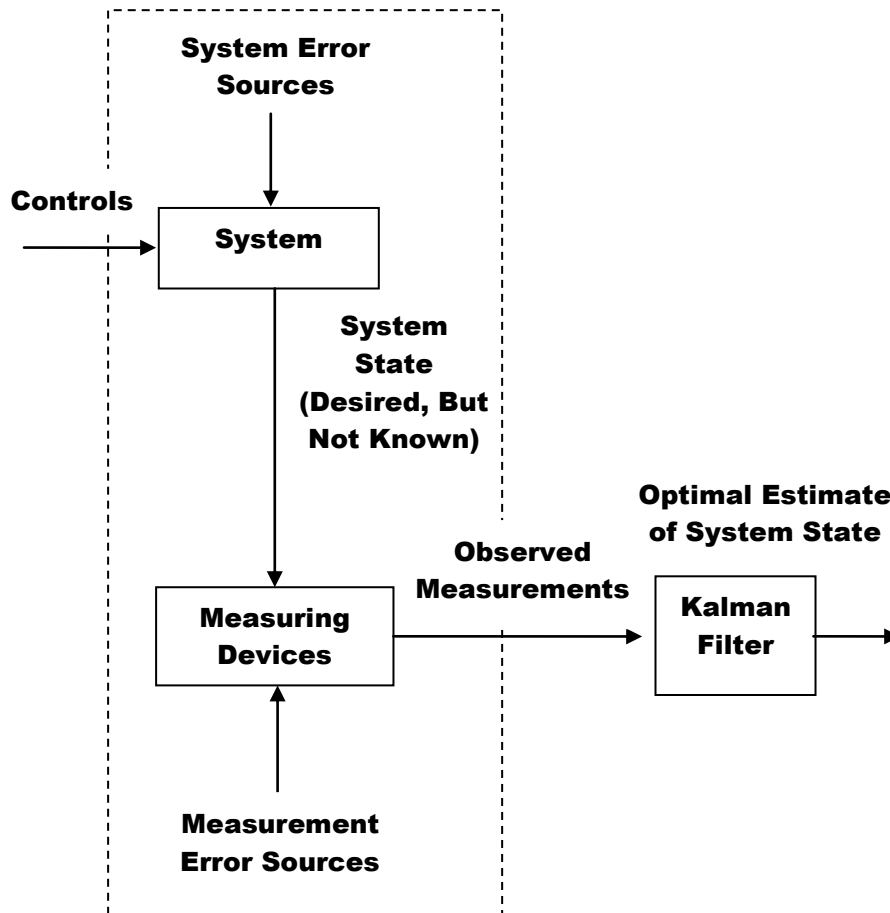 System Error
Sources
Controls
System
System
State
(Desired, But
Not Known)
Optimal Estimate
of System State
Observed
Measurements
Kalman
Filter
Measuring
Devices
Measurement
Error Sources